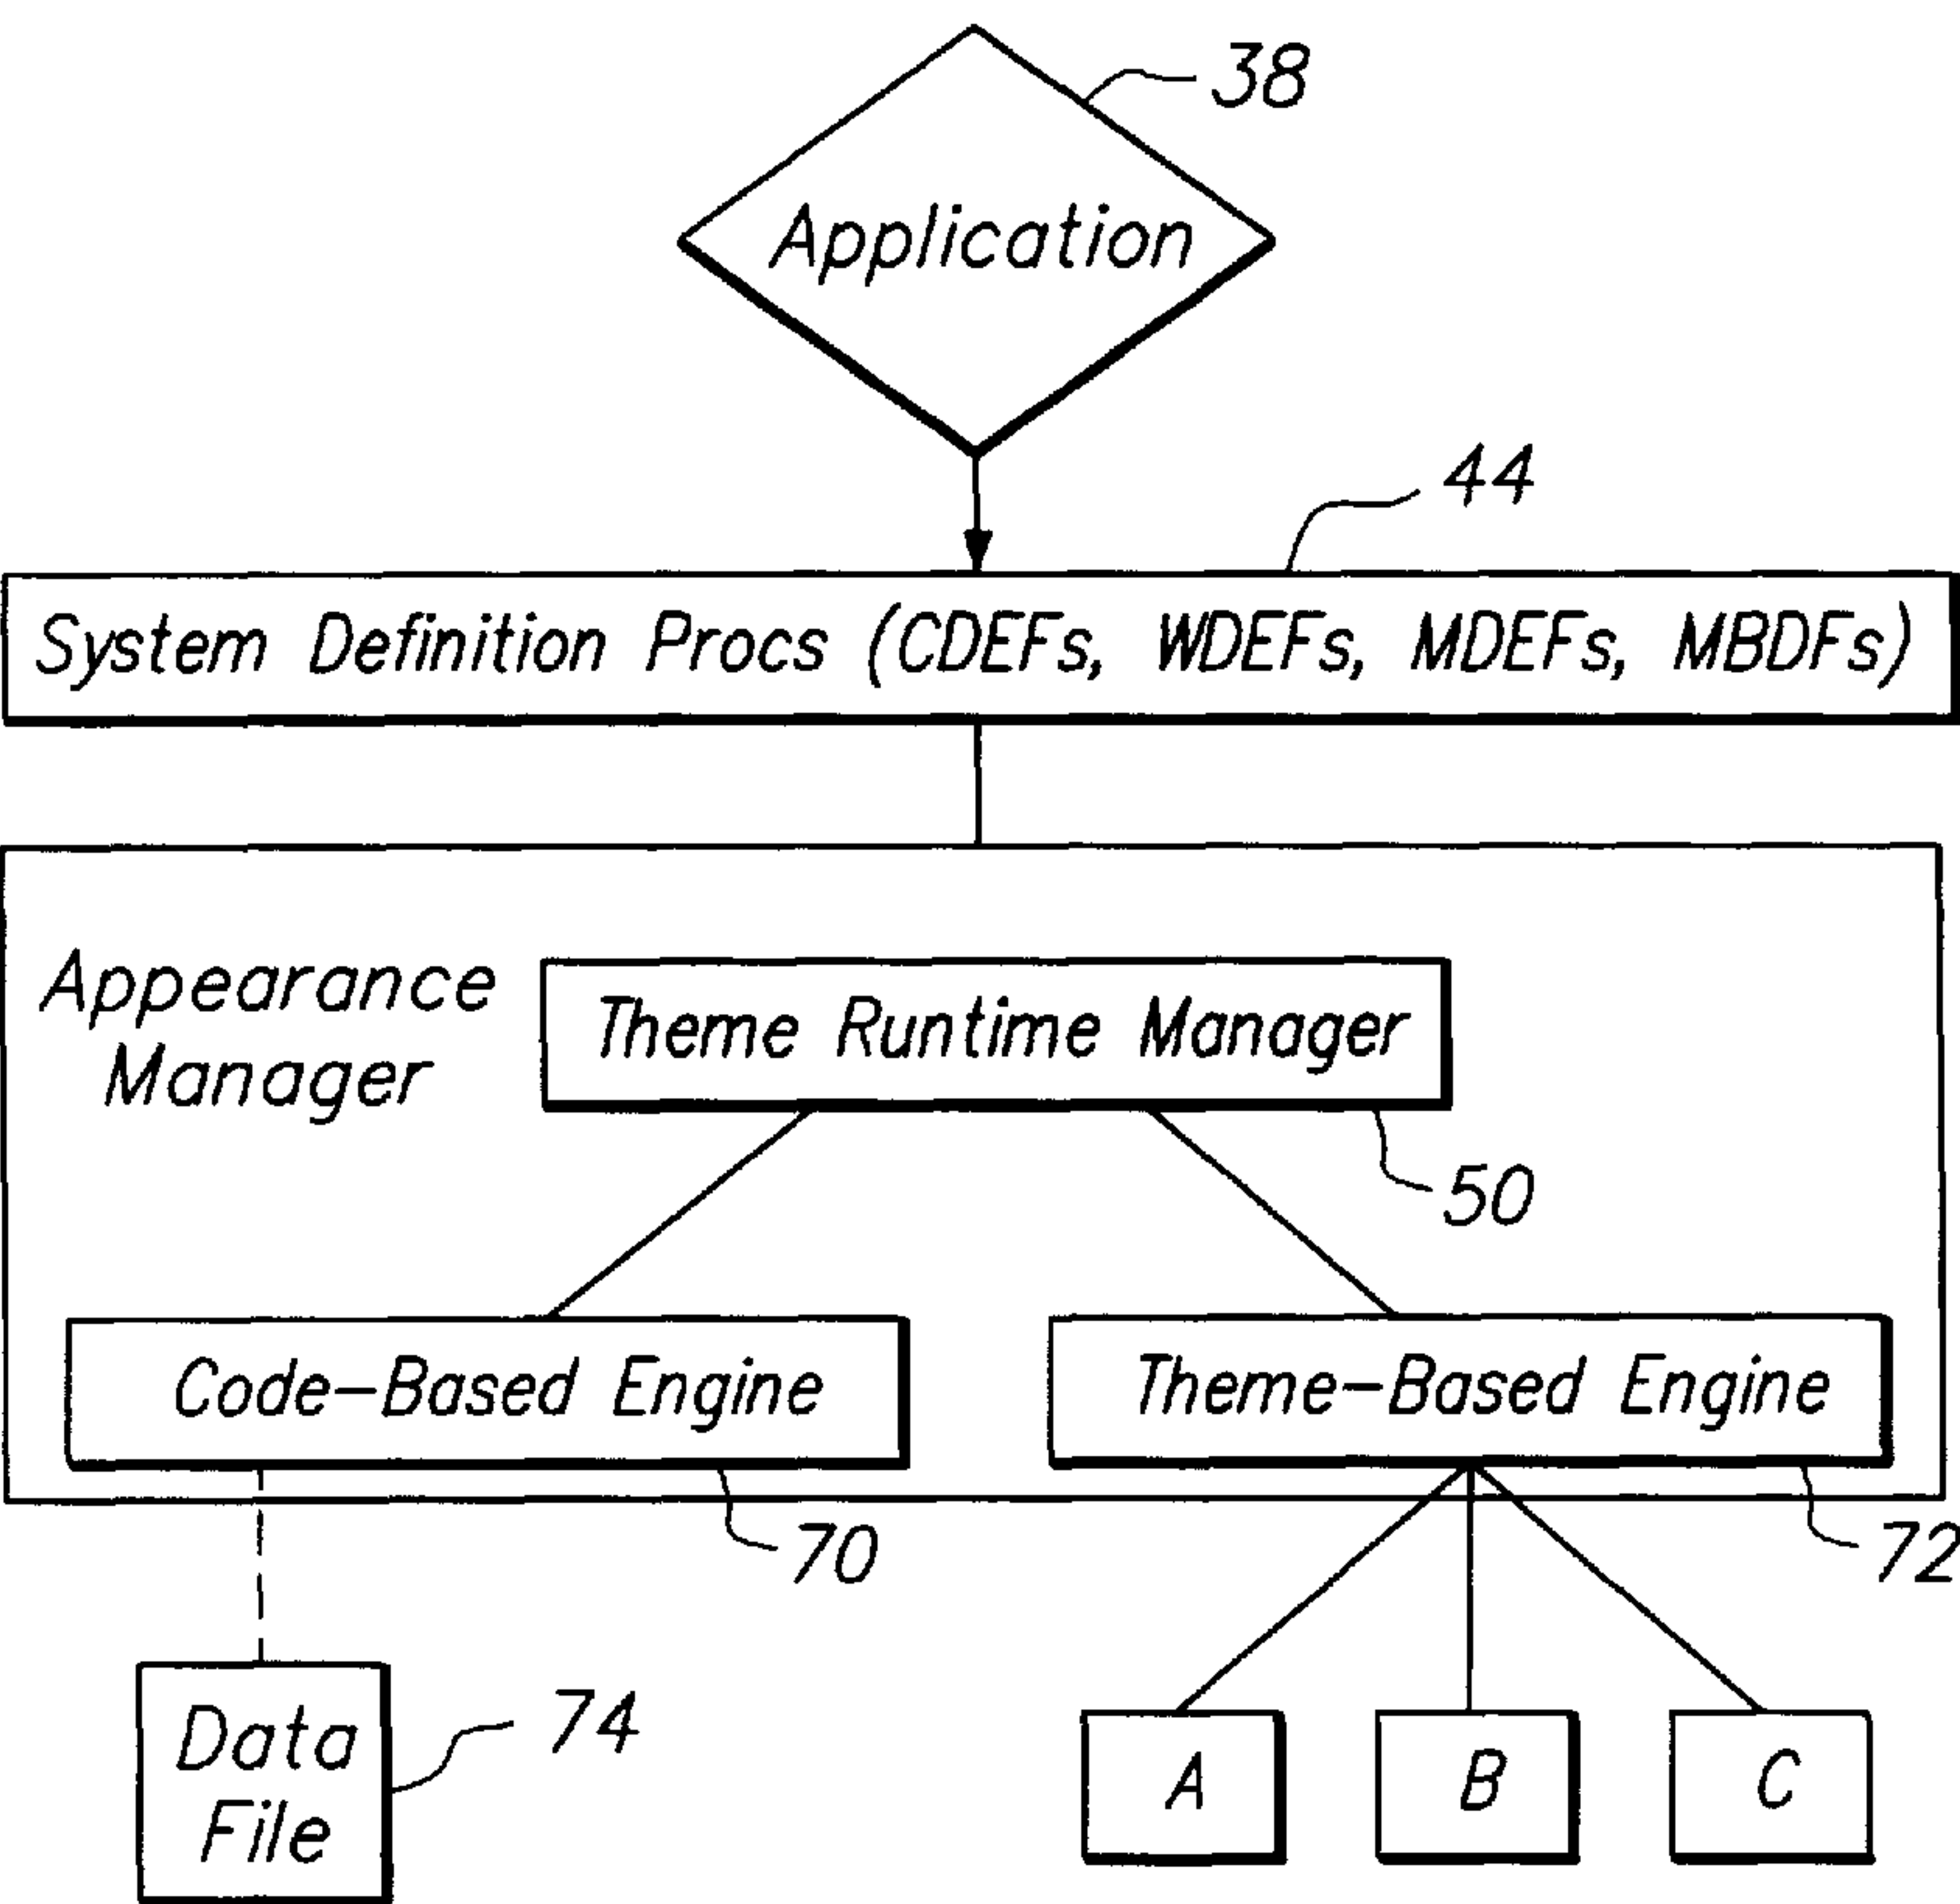 38
Application
44
System Definition Procs (CDEFs, WDEFs, MDEFs, MBDFs)
Appearance
Manager
Theme Runtime Manager
50
Code-Based Engine
Theme-Based Engine
70
72
Data
File
74
A
B
C